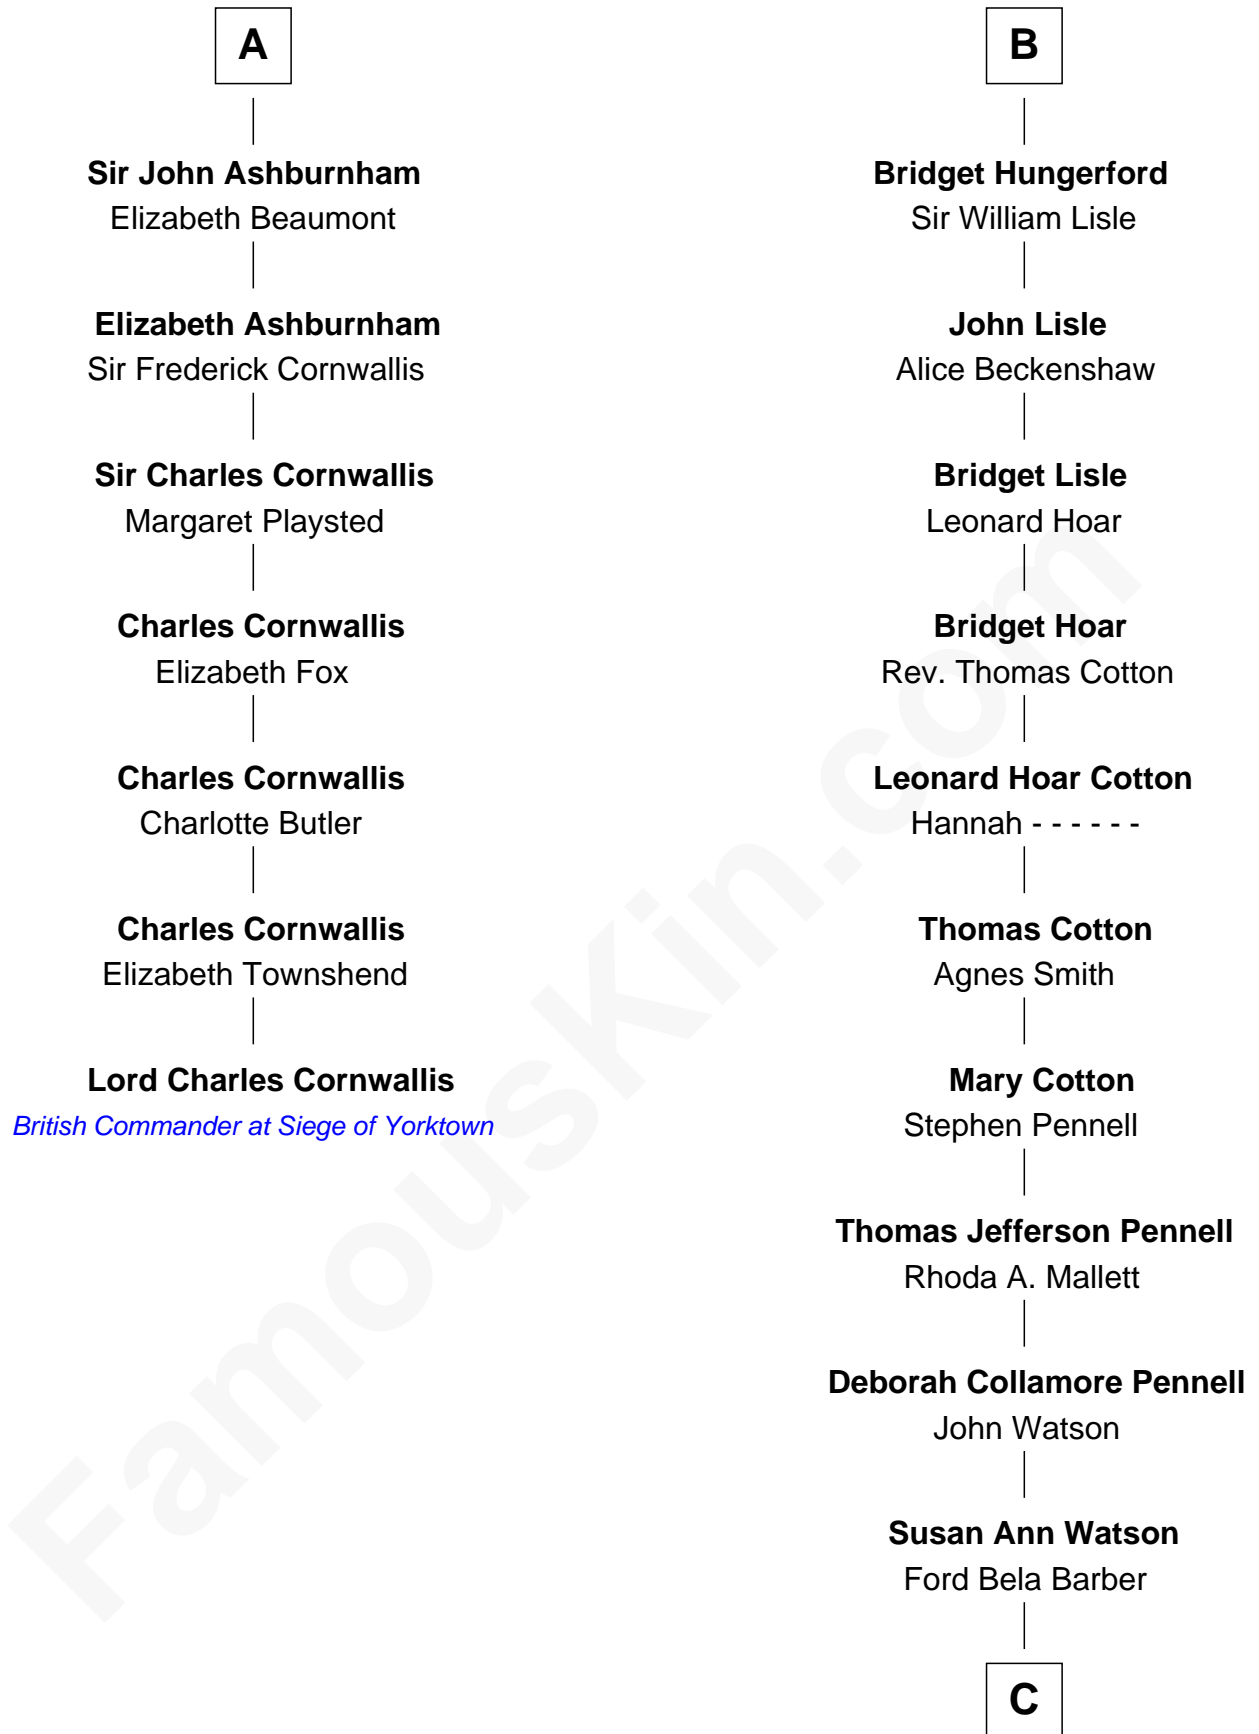 A
Sir John Ashburnham
Elizabeth Beaumont
Elizabeth Ashburnham
Sir Frederick Cornwallis
Sir Charles Cornwallis
Margaret Playsted
Charles Cornwallis
Elizabeth Fox
Charles Cornwallis
Charlotte Butler
Charles Cornwallis
Elizabeth Townshend
Lord Charles Cornwallis
British Commander at Siege of Yorktown
B
Bridget Hungerford
Sir William Lisle
John Lisle
Alice Beckenshaw
Bridget Lisle
Leonard Hoar
Bridget Hoar
Rev. Thomas Cotton
Leonard Hoar Cotton
Hannah - - - - - -
Thomas Cotton
Agnes Smith
Mary Cotton
Stephen Pennell
Thomas Jefferson Pennell
Rhoda A. Mallett
Deborah Collamore Pennell
John Watson
Susan Ann Watson
Ford Bela Barber
C
FamousKin.com